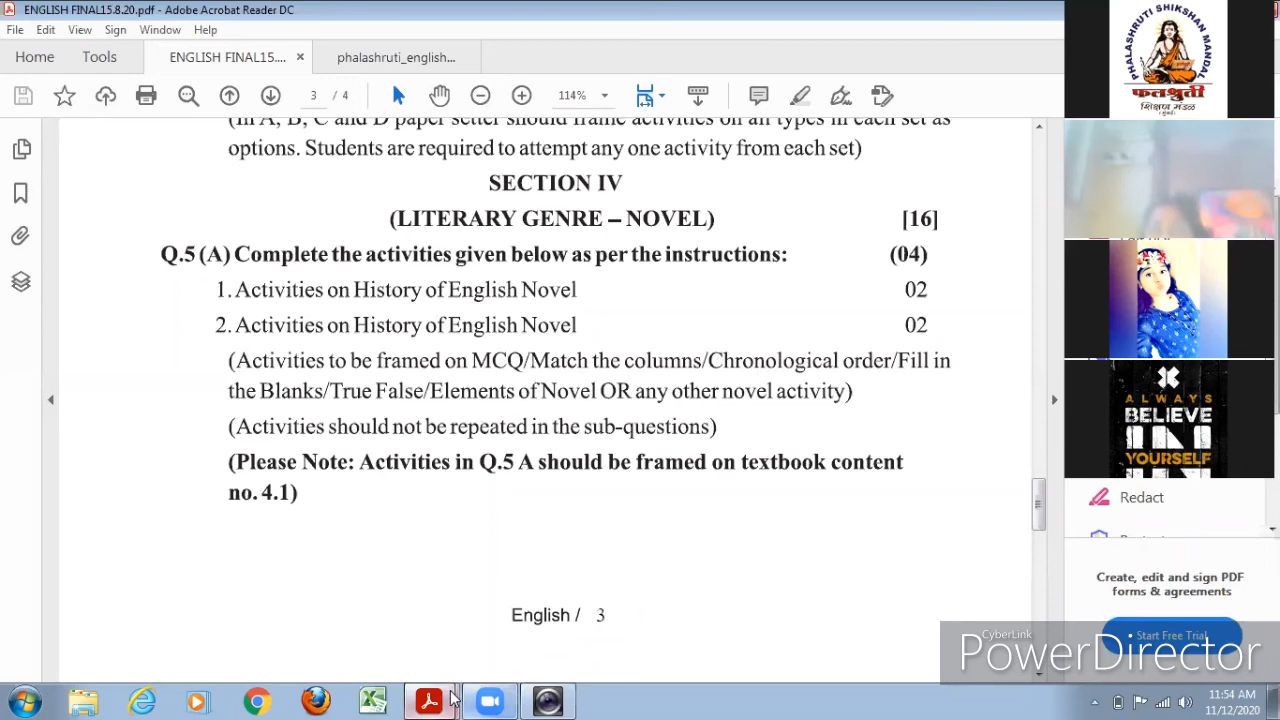 ENGLISH FINAL15.8.20.pdf - Adobe Acrobat Reader DC
File Edit View Sign Window Help
Home Tools ENGLISH FINAL15.... × phalashruti_english...
3 / 4 114%
(In A, B, C and D paper setter should frame activities on all types in each set as
options. Students are required to attempt any one activity from each set)
SECTION IV
(LITERARY GENRE – NOVEL) [16]
Q.5 (A) Complete the activities given below as per the instructions: (04)
1. Activities on History of English Novel 02
2. Activities on History of English Novel 02
(Activities to be framed on MCQ/Match the columns/Chronological order/Fill in
the Blanks/True False/Elements of Novel OR any other novel activity)
(Activities should not be repeated in the sub-questions)
(Please Note: Activities in Q.5 A should be framed on textbook content
no. 4.1)
English / 3
PHALASHRUTI SHIKSHAN MANDAL
फलश्रुती
शिक्षण मंडळ
ALWAYS
BELIEVE
IN
YOURSELF
Redact
Create, edit and sign PDF
forms & agreements
Start Free Trial
CyberLink
PowerDirector
11:54 AM
11/12/2020